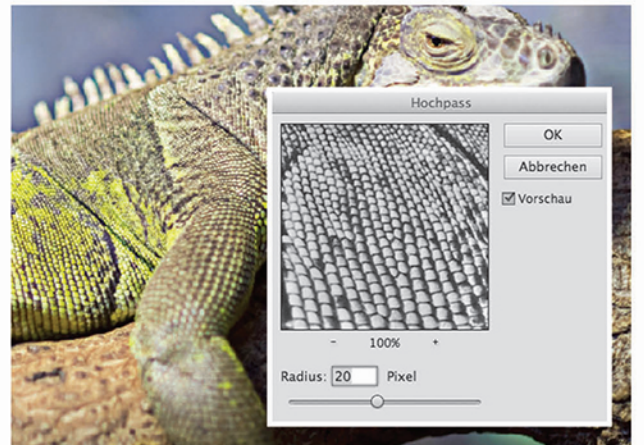 Hochpass
OK
Abbrechen
Vorschau
- 100% +
Radius: 20 Pixel